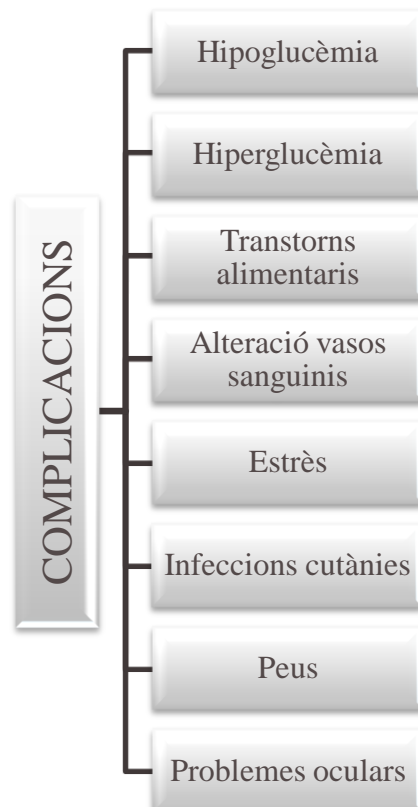 COMPLICACIONS
Hipoglucèmia
Hiperglucèmia
Transtorns
alimentaris
Alteració vasos
sanguinis
Estrès
Infeccions cutànies
Peus
Problemes oculars